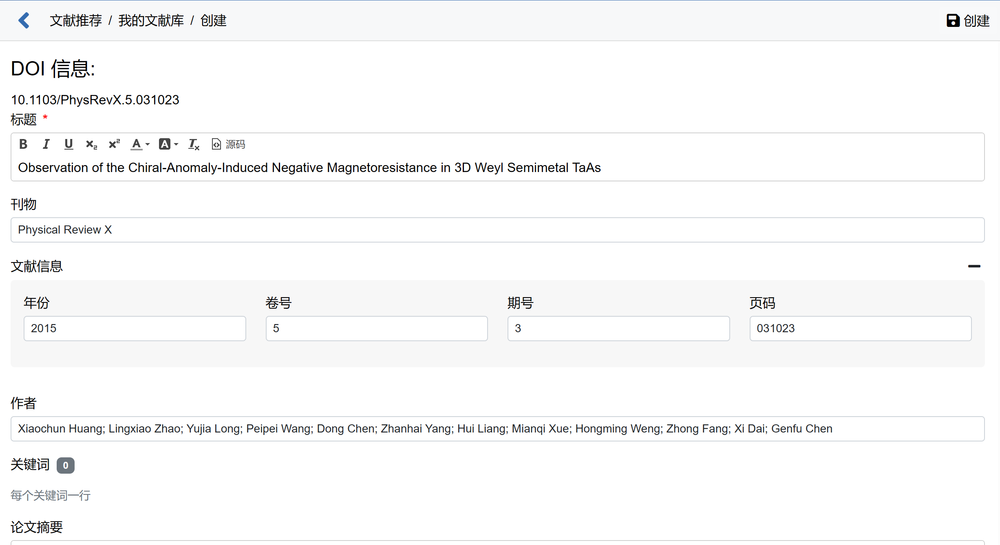 文献推荐 / 我的文献库 / 创建
创建
DOI 信息:
10.1103/PhysRevX.5.031023
标题 *
B I U x₂ x² A A Tx 源码
Observation of the Chiral-Anomaly-Induced Negative Magnetoresistance in 3D Weyl Semimetal TaAs
刊物
Physical Review X
文献信息
年份 卷号 期号 页码
2015 5 3 031023
作者
Xiaochun Huang; Lingxiao Zhao; Yujia Long; Peipei Wang; Dong Chen; Zhanhai Yang; Hui Liang; Mianqi Xue; Hongming Weng; Zhong Fang; Xi Dai; Genfu Chen
关键词 0
每个关键词一行
论文摘要